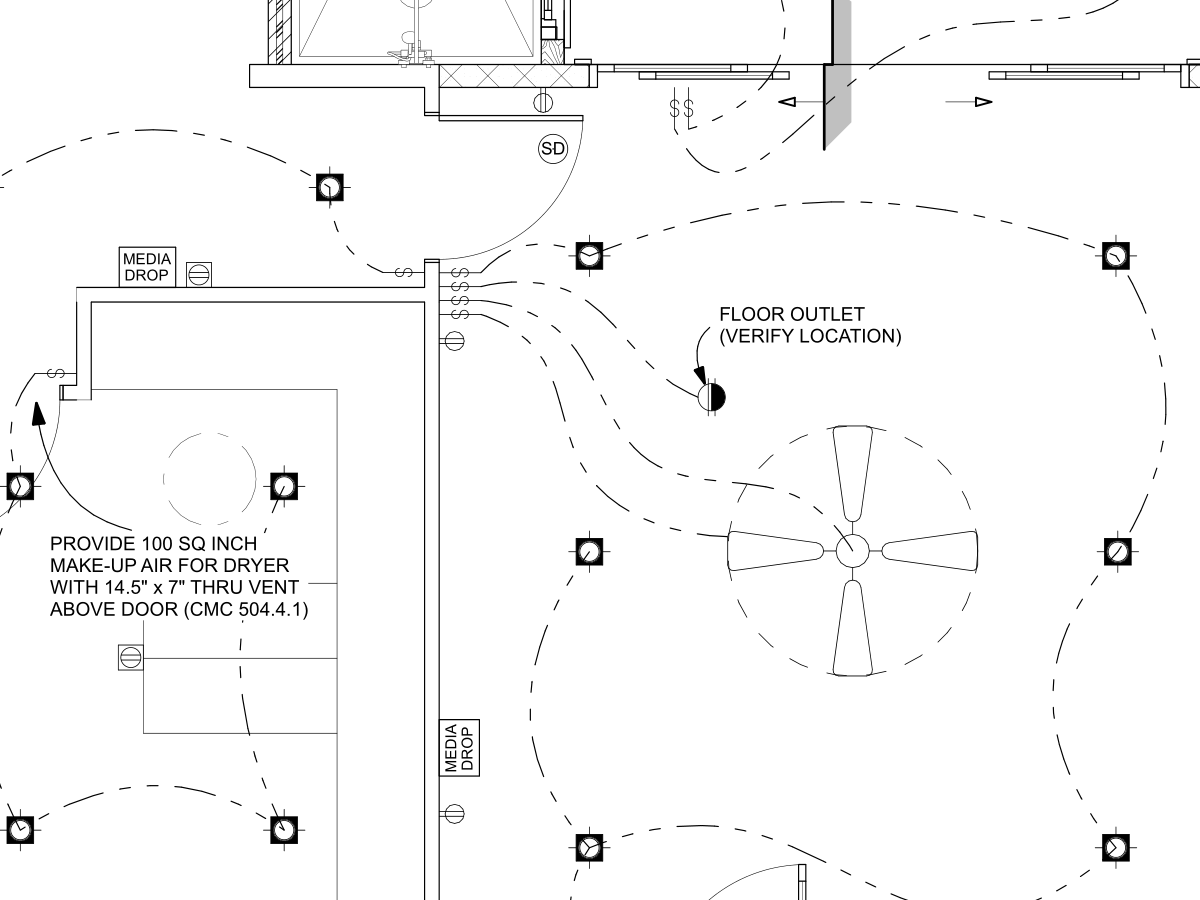 S S
SD
MEDIA
DROP
S
S
S
S
S
FLOOR OUTLET
(VERIFY LOCATION)
S
PROVIDE 100 SQ INCH
MAKE-UP AIR FOR DRYER
WITH 14.5" x 7" THRU VENT
ABOVE DOOR (CMC 504.4.1)
MEDIA
DROP